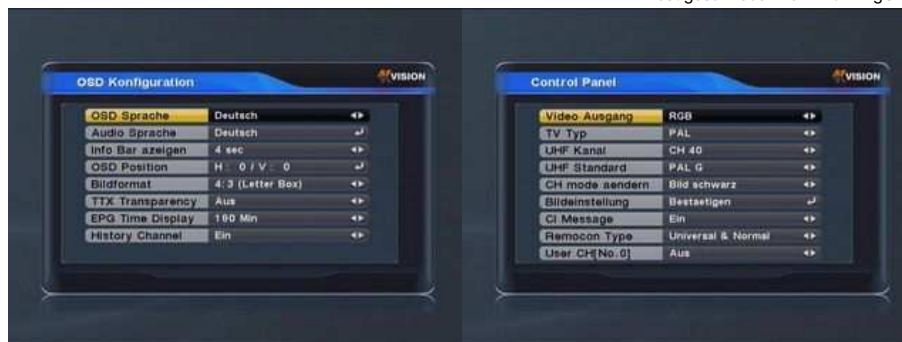 OSD Konfiguration
VISION
OSD Sprache Deutsch
Audio Sprache Deutsch
Info Bar azeigen 4 sec
OSD Position H: 0 / V: 0
Bildformat 4:3 (Letter Box)
TTX Transparency Aus
EPG Time Display 180 Min
History Channel Ein
Control Panel
VISION
Video Ausgang RGB
TV Typ PAL
UHF Kanal CH 40
UHF Standard PAL G
CH mode aendern Bild schwarz
Bildeinstellung Bestaetigen
CI Message Ein
Remocon Type Universal & Normal
User CH[No.0] Aus